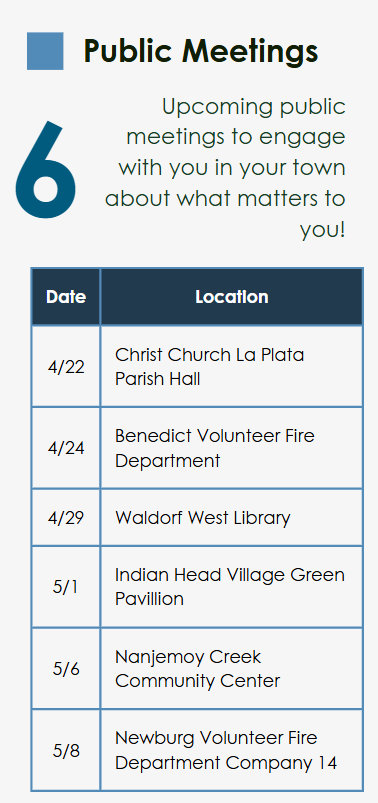 Public Meetings
6
Upcoming public
meetings to engage
with you in your town
about what matters to
you!
Date Location
4/22 Christ Church La Plata
Parish Hall
4/24 Benedict Volunteer Fire
Department
4/29 Waldorf West Library
5/1 Indian Head Village Green
Pavillion
5/6 Nanjemoy Creek
Community Center
5/8 Newburg Volunteer Fire
Department Company 14